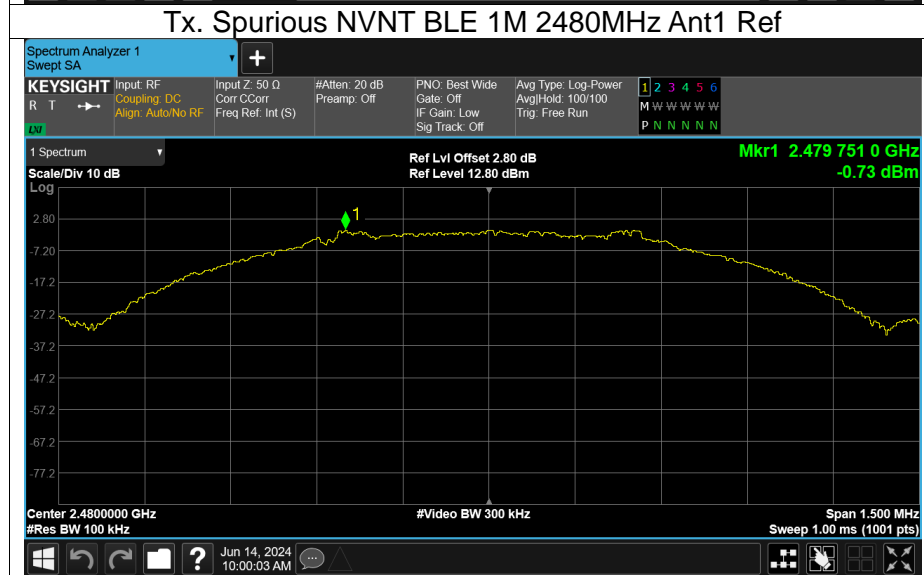 Tx. Spurious NVNT BLE 1M 2480MHz Ant1 Ref
Spectrum Analyzer 1
Swept SA
KEYSIGHT
R T
LXI
Input: RF
Coupling: DC
Align: Auto/No RF
Input Z: 50 Ω
Corr CCorr
Freq Ref: Int (S)
#Atten: 20 dB
Preamp: Off
PNO: Best Wide
Gate: Off
IF Gain: Low
Sig Track: Off
Avg Type: Log-Power
Avg|Hold: 100/100
Trig: Free Run
1 2 3 4 5 6
M W W W W W
P N N N N N
1 Spectrum
Scale/Div 10 dB
Ref Lvl Offset 2.80 dB
Ref Level 12.80 dBm
Mkr1 2.479 751 0 GHz
-0.73 dBm
Log
1
2.80
-7.20
-17.2
-27.2
-37.2
-47.2
-57.2
-67.2
-77.2
Center 2.4800000 GHz
#Res BW 100 kHz
#Video BW 300 kHz
Span 1.500 MHz
Sweep 1.00 ms (1001 pts)
?
Jun 14, 2024
10:00:03 AM